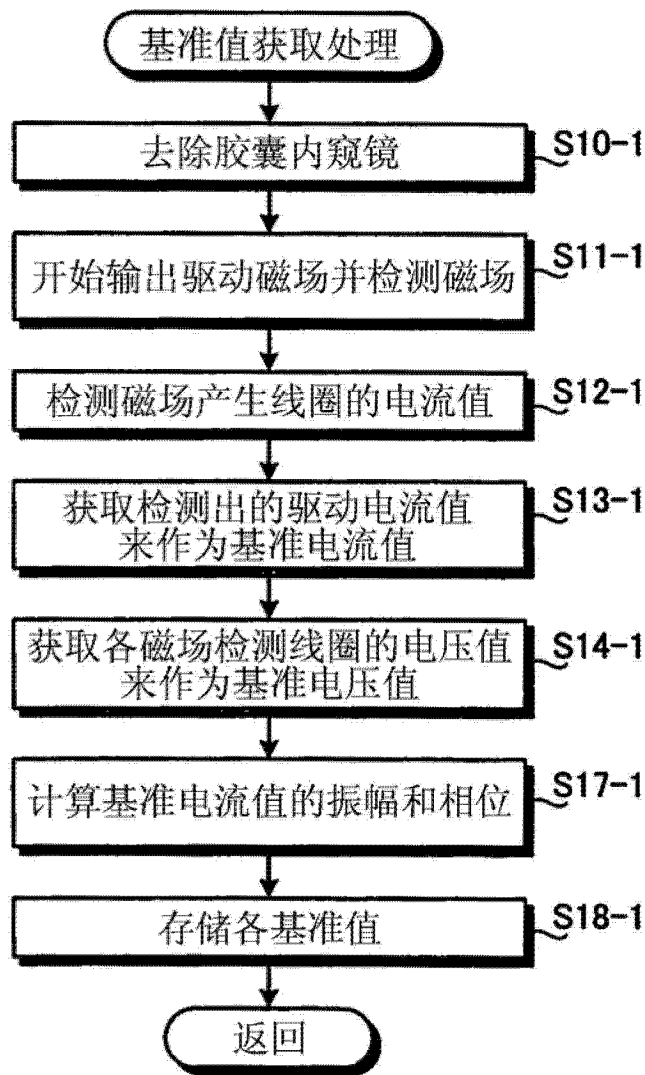 基准值获取处理
去除胶囊内窥镜
S10-1
开始输出驱动磁场并检测磁场
S11-1
检测磁场产生线圈的电流值
S12-1
获取检测出的驱动电流值
来作为基准电流值
S13-1
获取各磁场检测线圈的电压值
来作为基准电压值
S14-1
计算基准电流值的振幅和相位
S17-1
存储各基准值
S18-1
返回